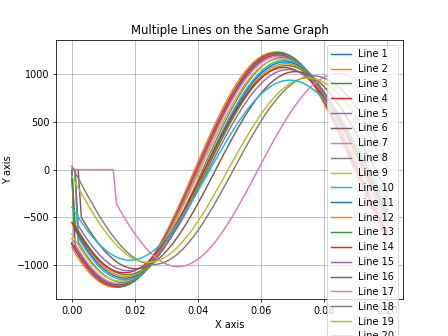 Multiple Lines on the Same Graph
Y axis
1000
500
0
−500
−1000
0.00
0.02
0.04
0.06
X axis
Line 1
Line 2
Line 3
Line 4
Line 5
Line 6
Line 7
Line 8
Line 9
Line 10
Line 11
Line 12
Line 13
Line 14
Line 15
Line 16
Line 17
Line 18
Line 19